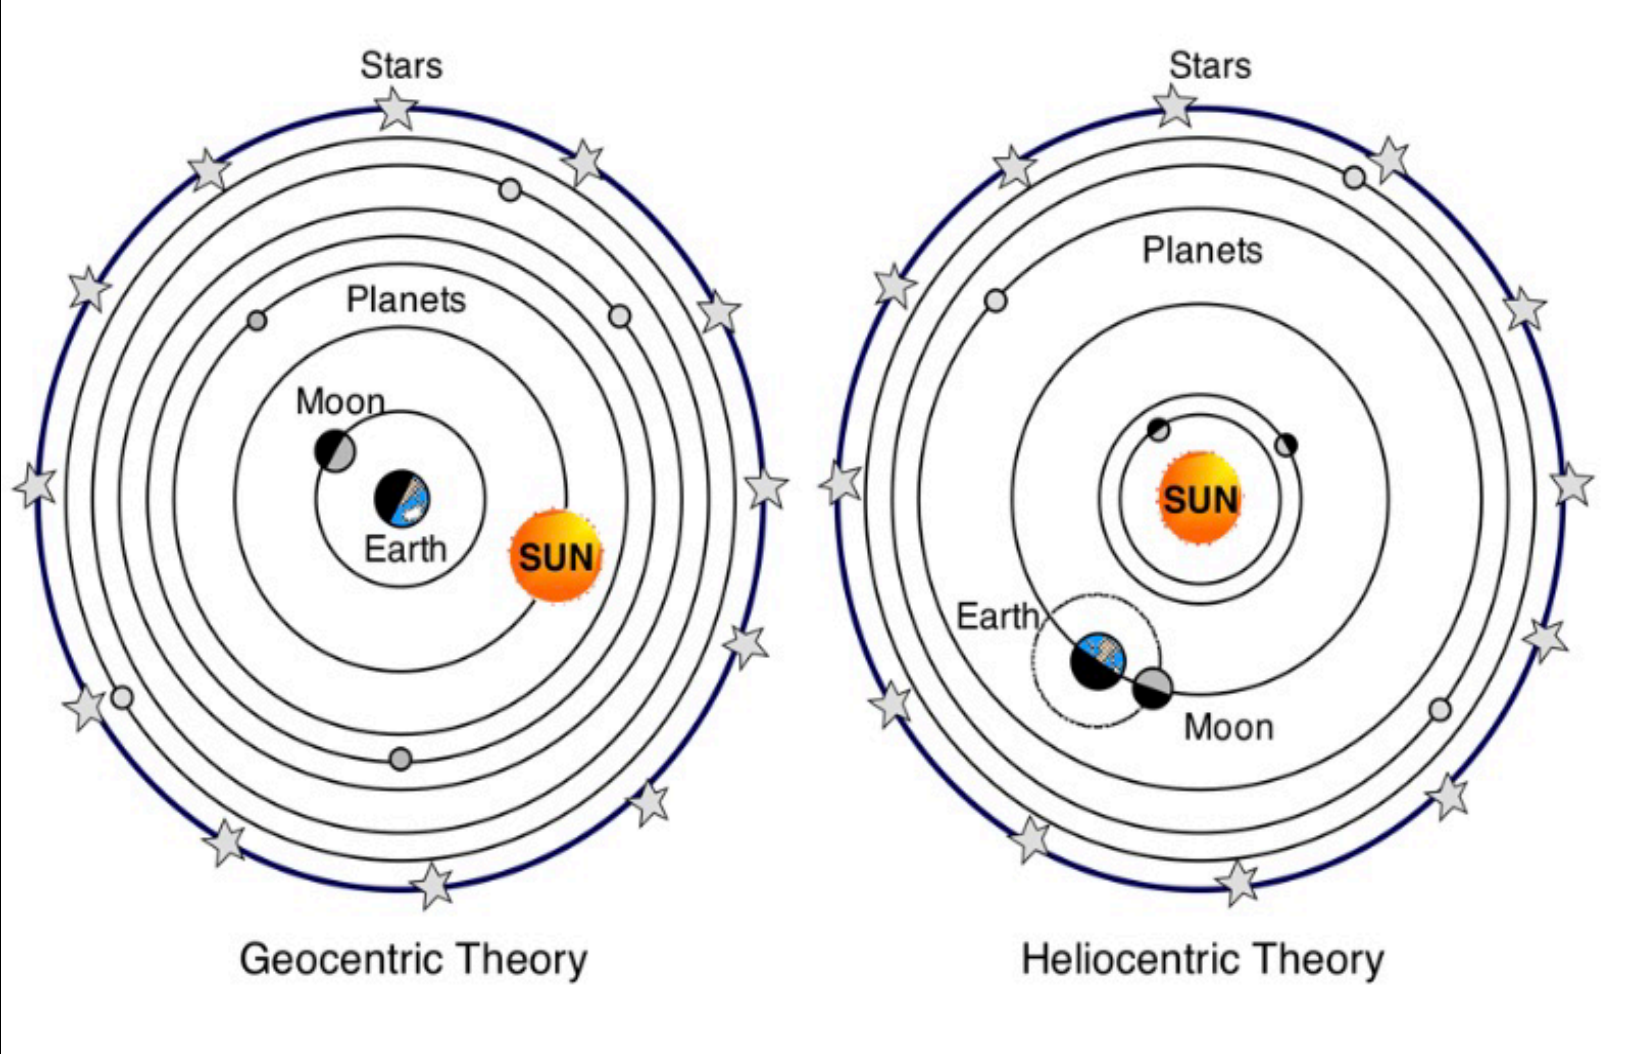 Stars
Planets
Moon
Earth
SUN
Geocentric Theory
Stars
Planets
SUN
Earth
Moon
Heliocentric Theory